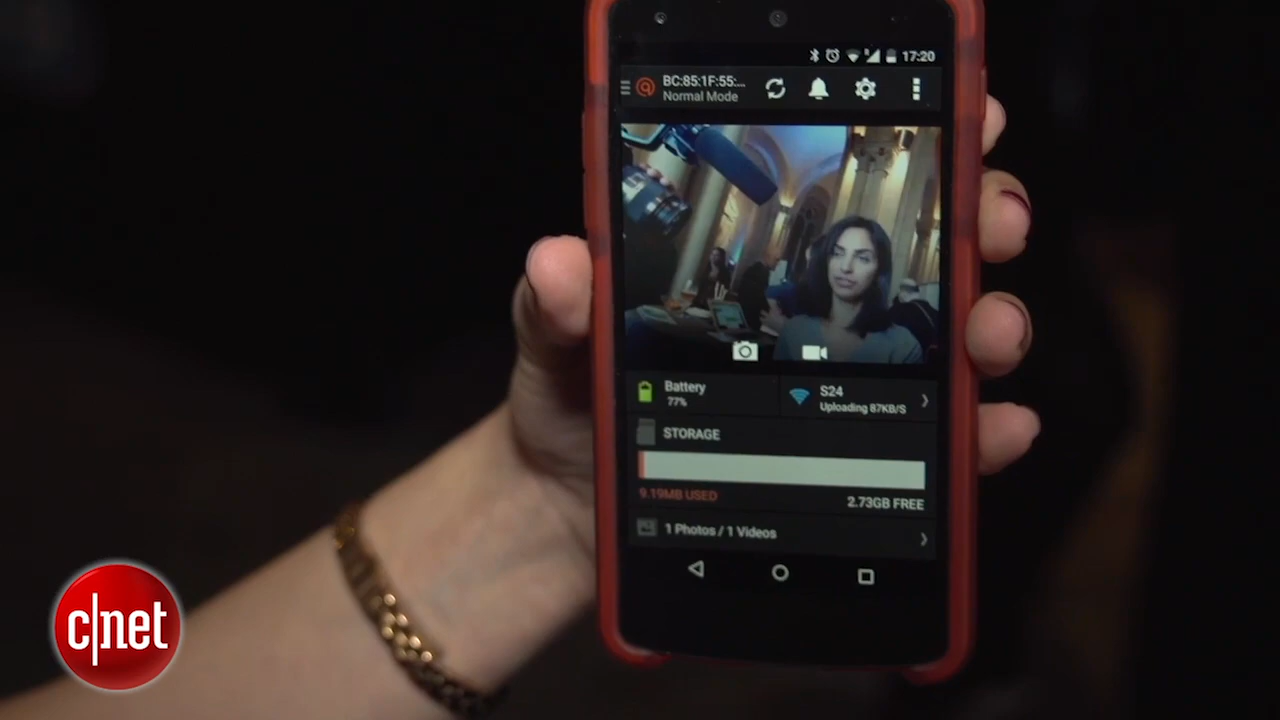 17:20
BC:85:1F:55:...
Normal Mode
Battery
77%
S24
Uploading 87KB/S
STORAGE
9.19MB USED
2.73GB FREE
1 Photos / 1 Videos
c|net